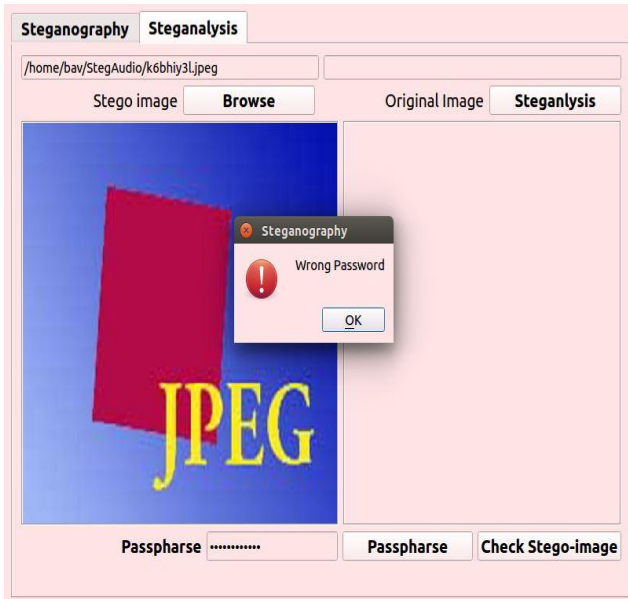 Steganography Steganalysis
/home/bav/StegAudio/k6bhiy3l.jpeg
Stego image Browse Original Image Steganlysis
Steganography
Wrong Password
OK
JPEG
Passpharse •••••••••••• Passpharse Check Stego-image